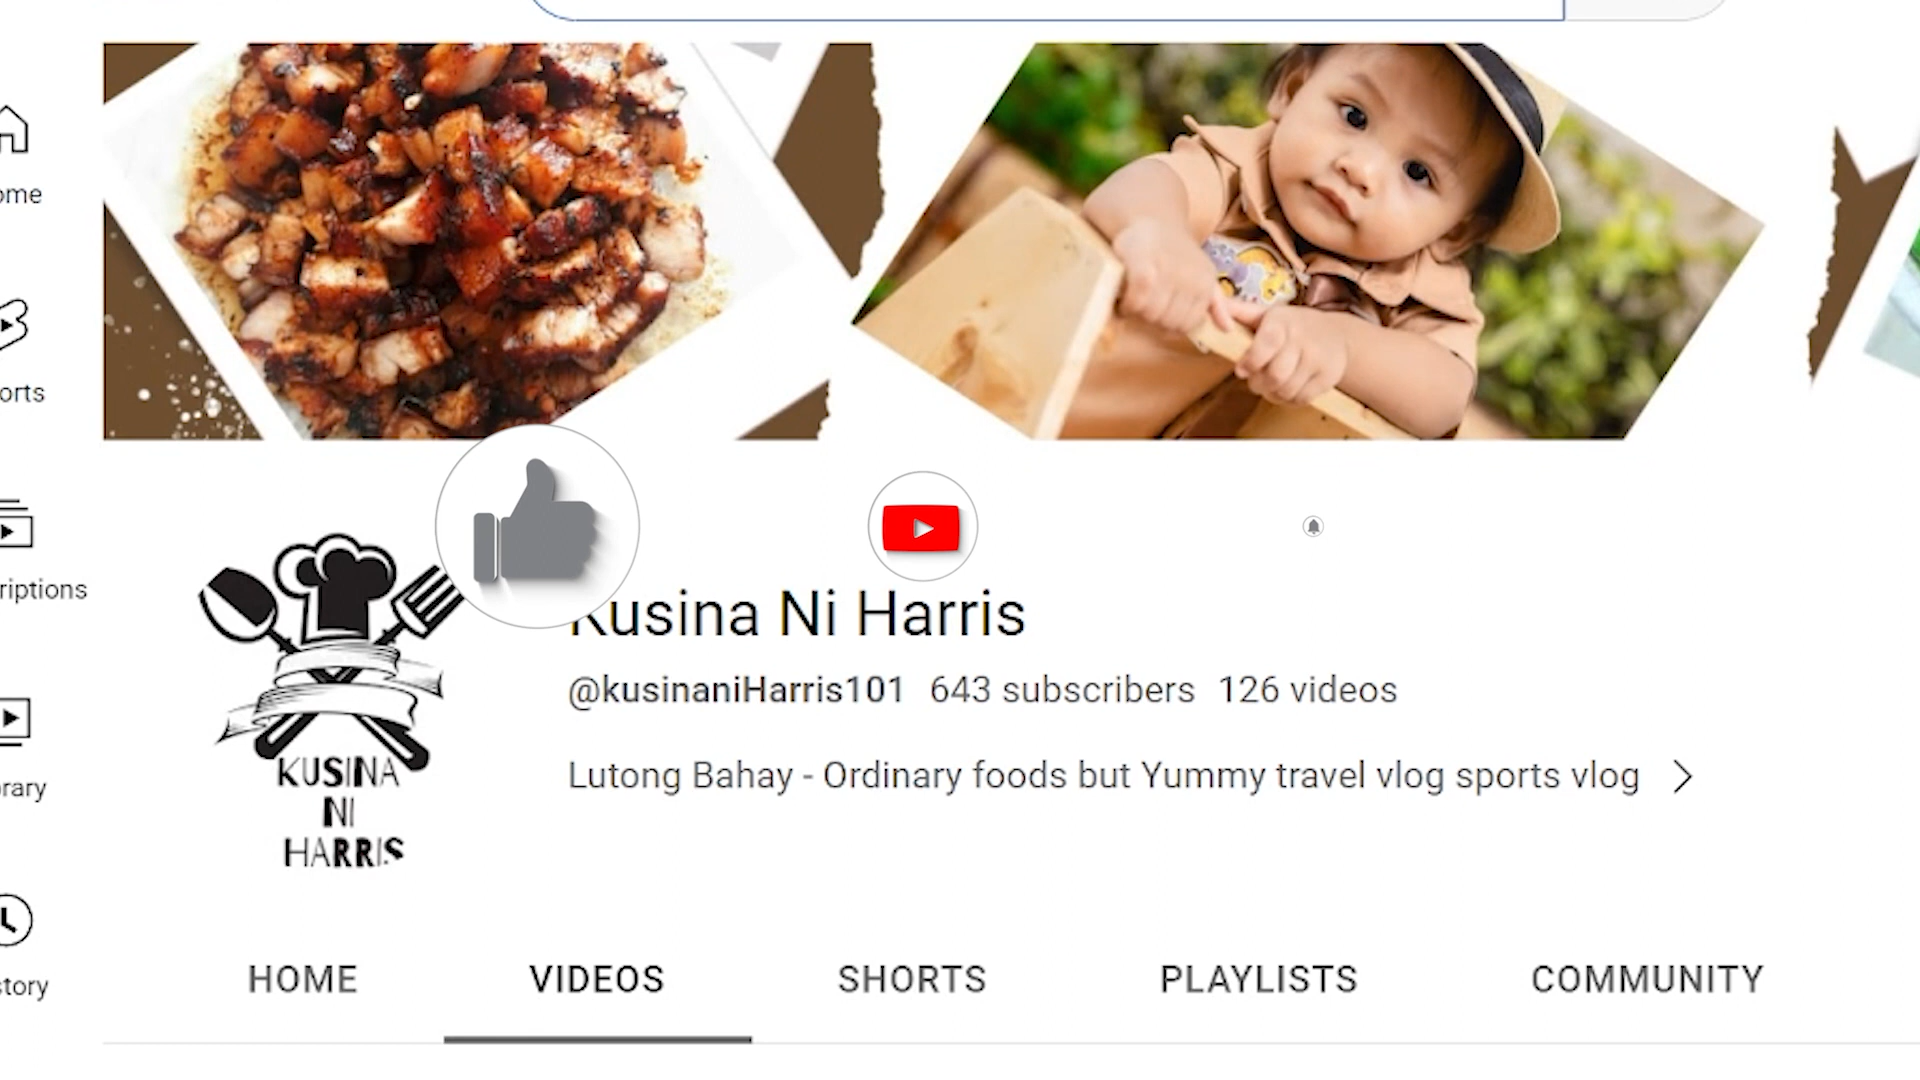 ome
orts
riptions
rary
story
Kusina Ni Harris
@kusinaniHarris101 643 subscribers 126 videos
Lutong Bahay - Ordinary foods but Yummy travel vlog sports vlog
KUSINA
NI
HARRIS
HOME VIDEOS SHORTS PLAYLISTS COMMUNITY